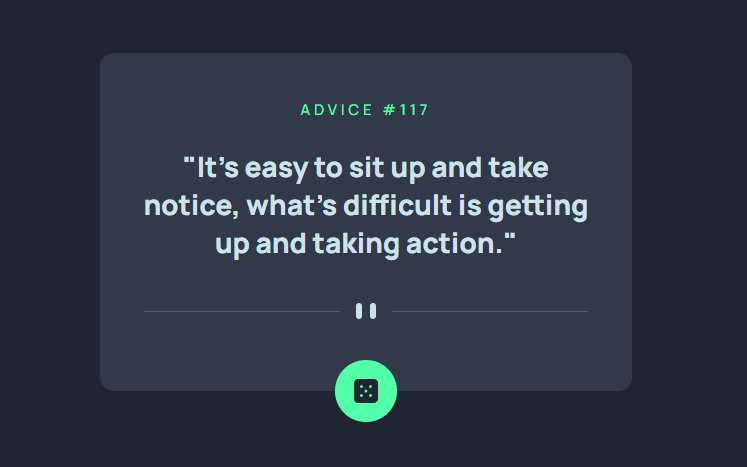 ADVICE #117
"It's easy to sit up and take
notice, what's difficult is getting
up and taking action."